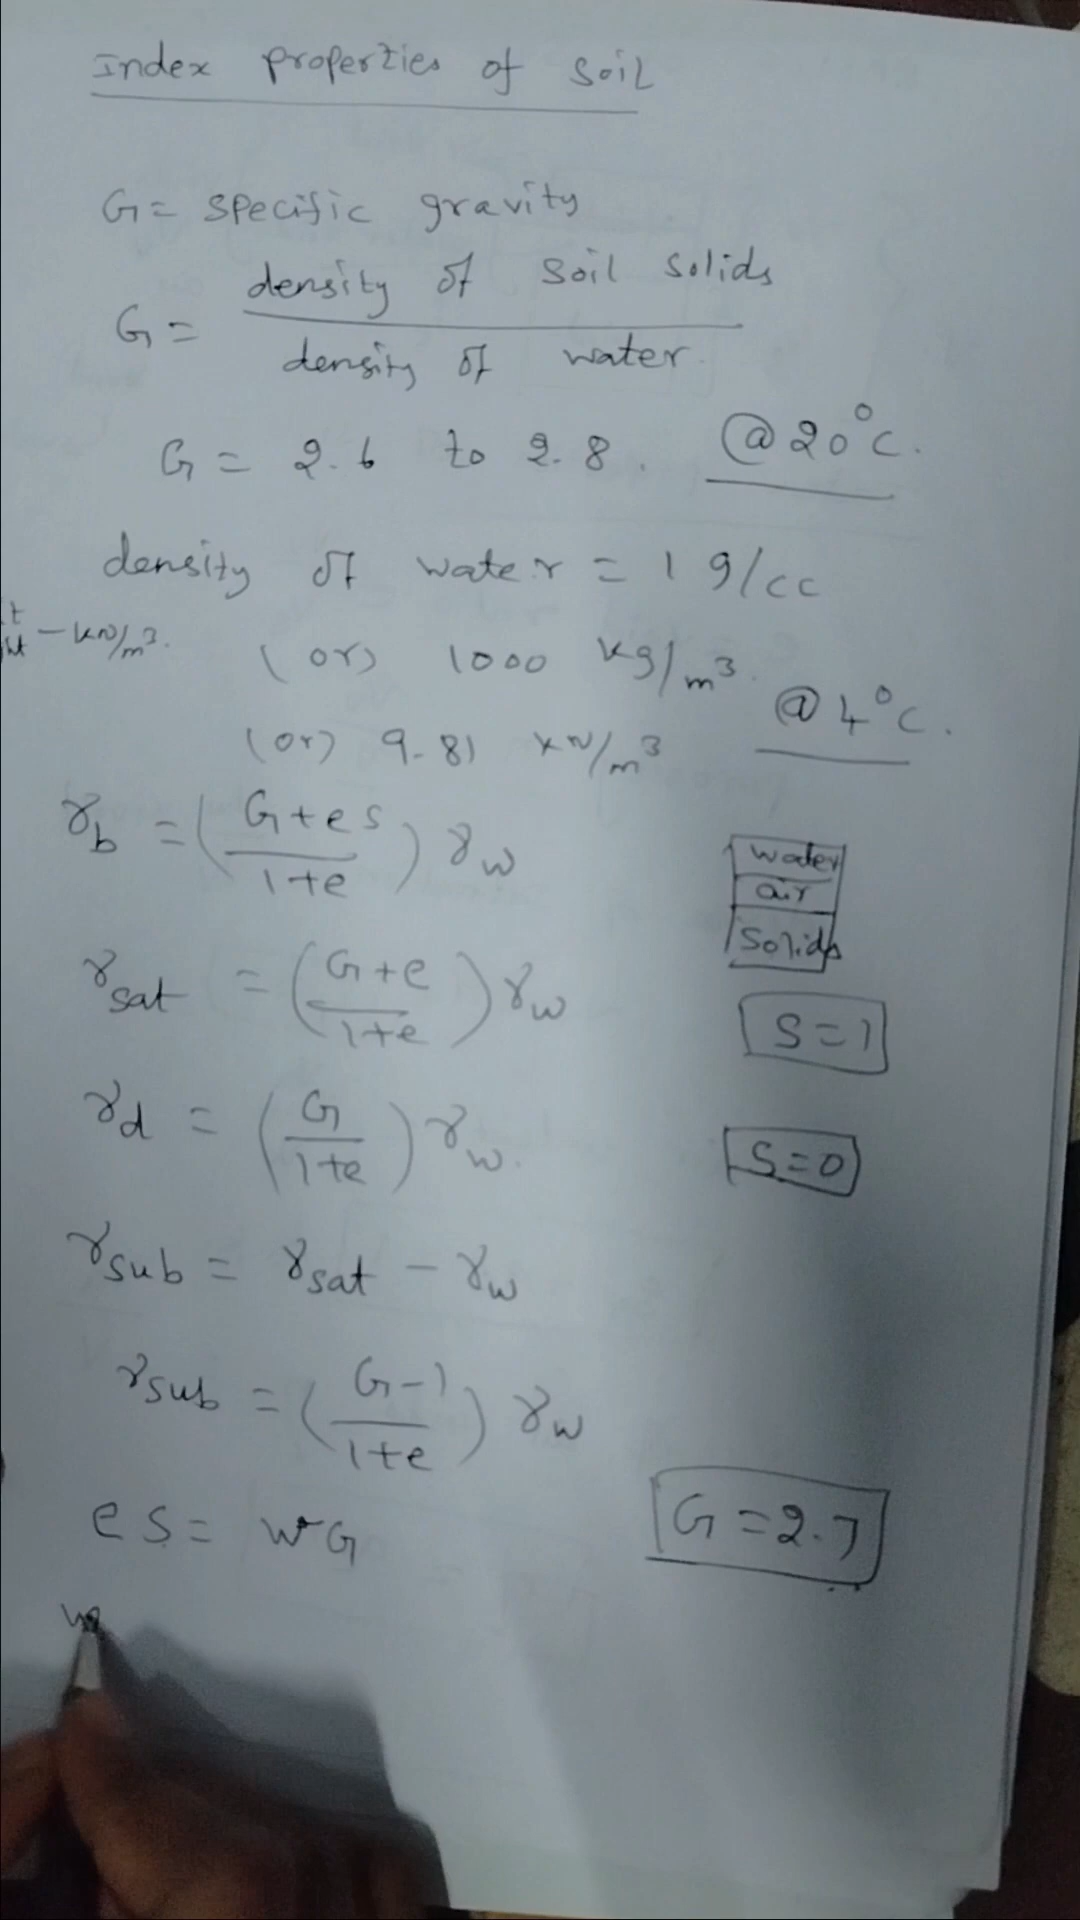 Index properties of soil
G = specific gravity
G = density of soil solids / density of water
G = 2.6 to 2.8. @ 20°C.
density of water = 1 g/cc
- kN/m³.
(or) 1000 kg/m³.
@ 4°C.
(or) 9.81 kN/m³
γb = (G+es / 1+e) γw
water
air
solids
γsat = (G+e / 1+e) γw
S=1
γd = (G / 1+e) γw.
S=0
γsub = γsat - γw
γsub = (G-1 / 1+e) γw
es = wG
G = 2.7